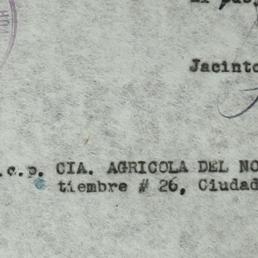 Jacinto
c.p. CIA. AGRICOLA DEL NO
tiembre # 26, Ciudad